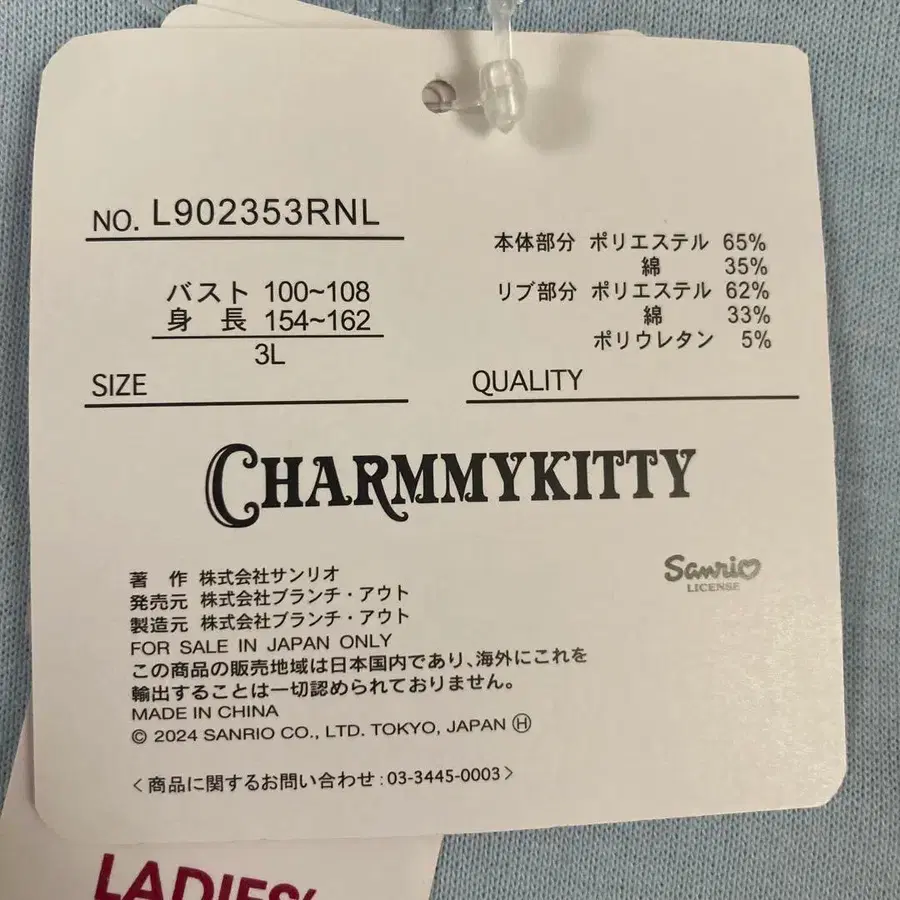 NO. L902353RNL
バスト 100~108
身 長 154~162
3L
SIZE
本体部分 ポリエステル 65%
綿 35%
リブ部分 ポリエステル 62%
綿 33%
ポリウレタン 5%
QUALITY
CHARMMYKITTY
著 作 株式会社サンリオ
発売元 株式会社ブランチ・アウト
製造元 株式会社ブランチ・アウト
FOR SALE IN JAPAN ONLY
この商品の販売地域は日本国内であり、海外にこれを
輸出することは一切認められておりません。
MADE IN CHINA
© 2024 SANRIO CO., LTD. TOKYO, JAPAN Ⓗ
〈商品に関するお問い合わせ:03-3445-0003〉
Sanrio
LICENSE
LADIES'